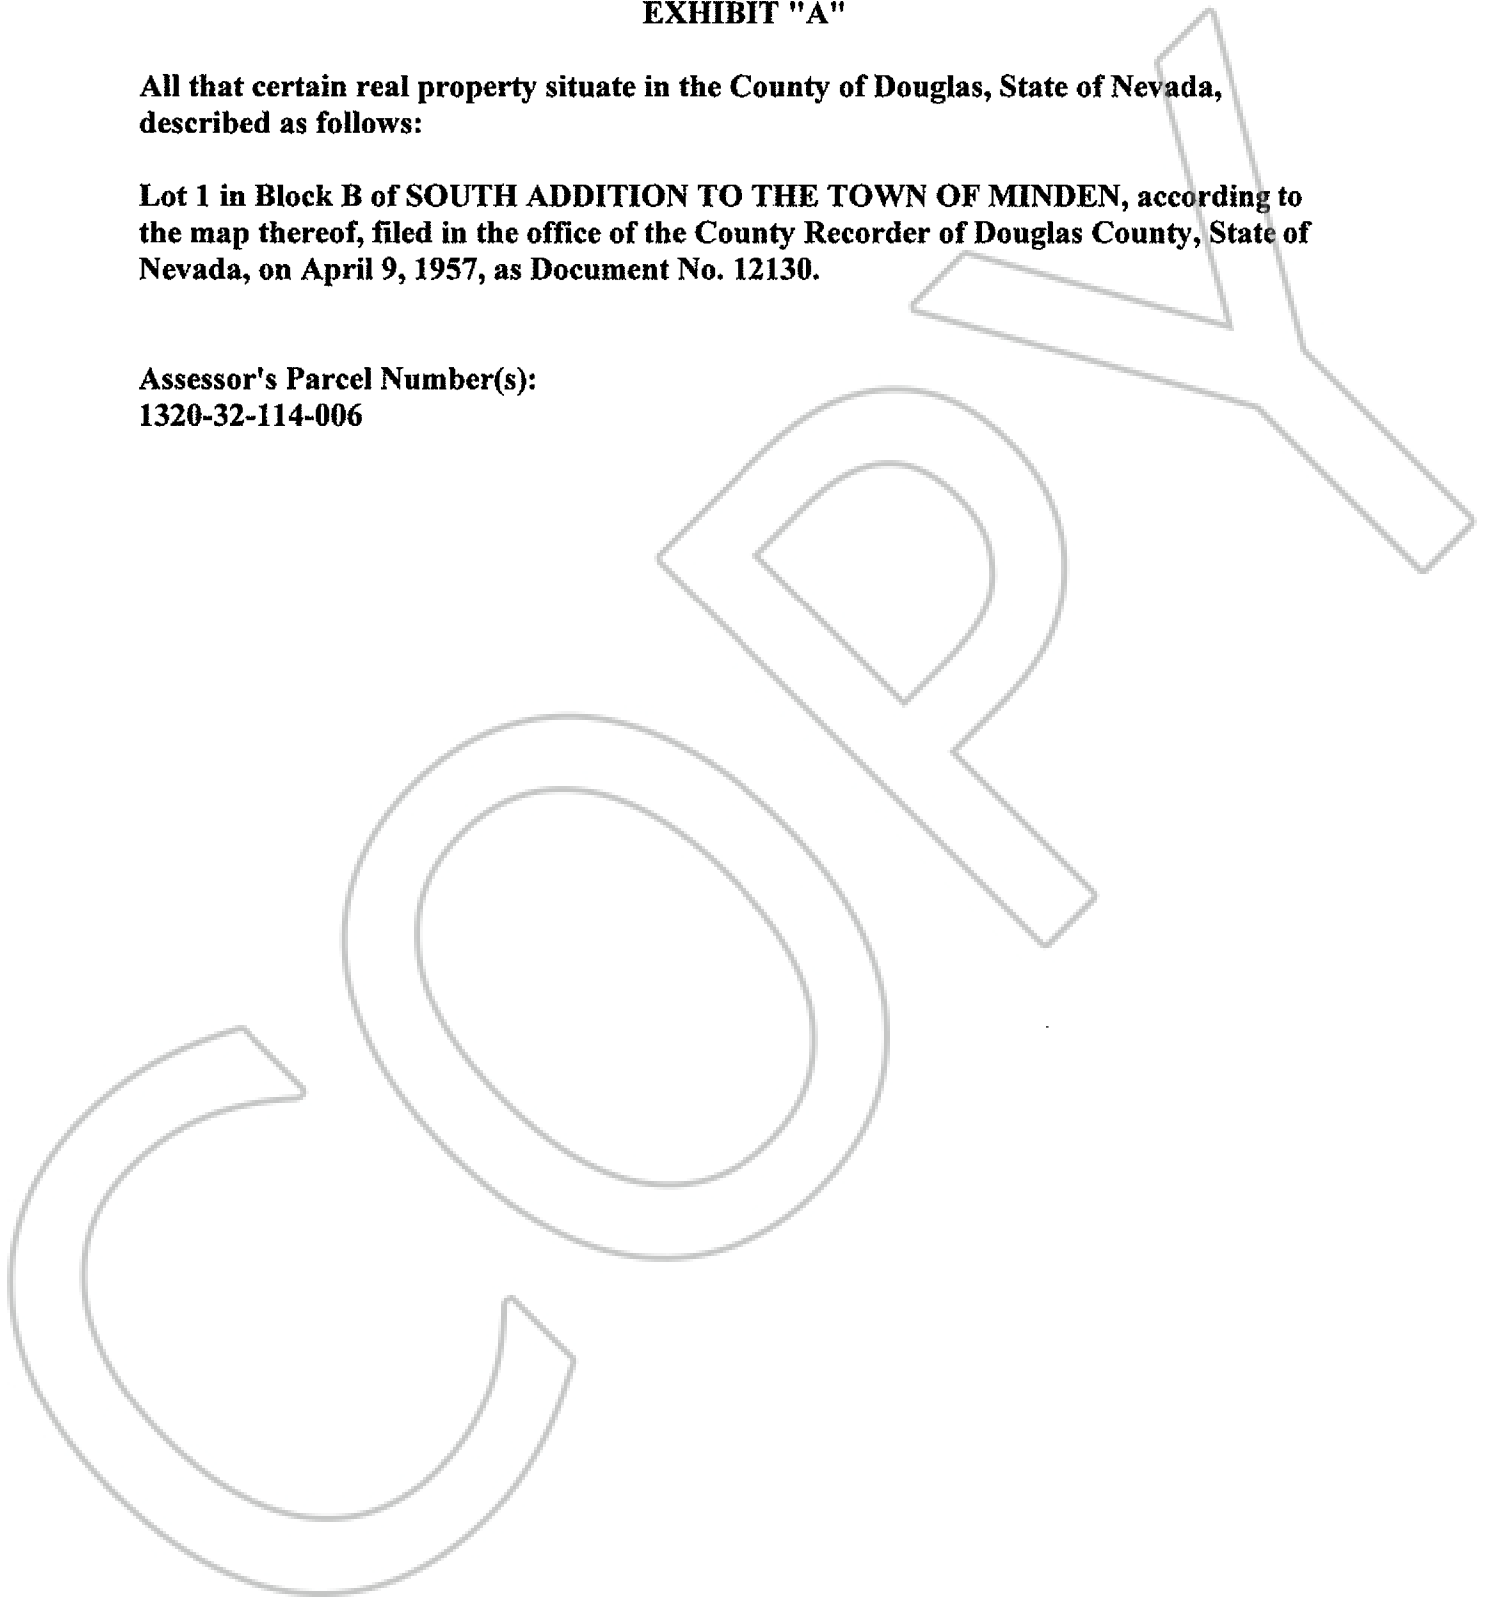 EXHIBIT "A"
All that certain real property situate in the County of Douglas, State of Nevada,
described as follows:
Lot 1 in Block B of SOUTH ADDITION TO THE TOWN OF MINDEN, according to
the map thereof, filed in the office of the County Recorder of Douglas County, State of
Nevada, on April 9, 1957, as Document No. 12130.
Assessor's Parcel Number(s):
1320-32-114-006
COPY